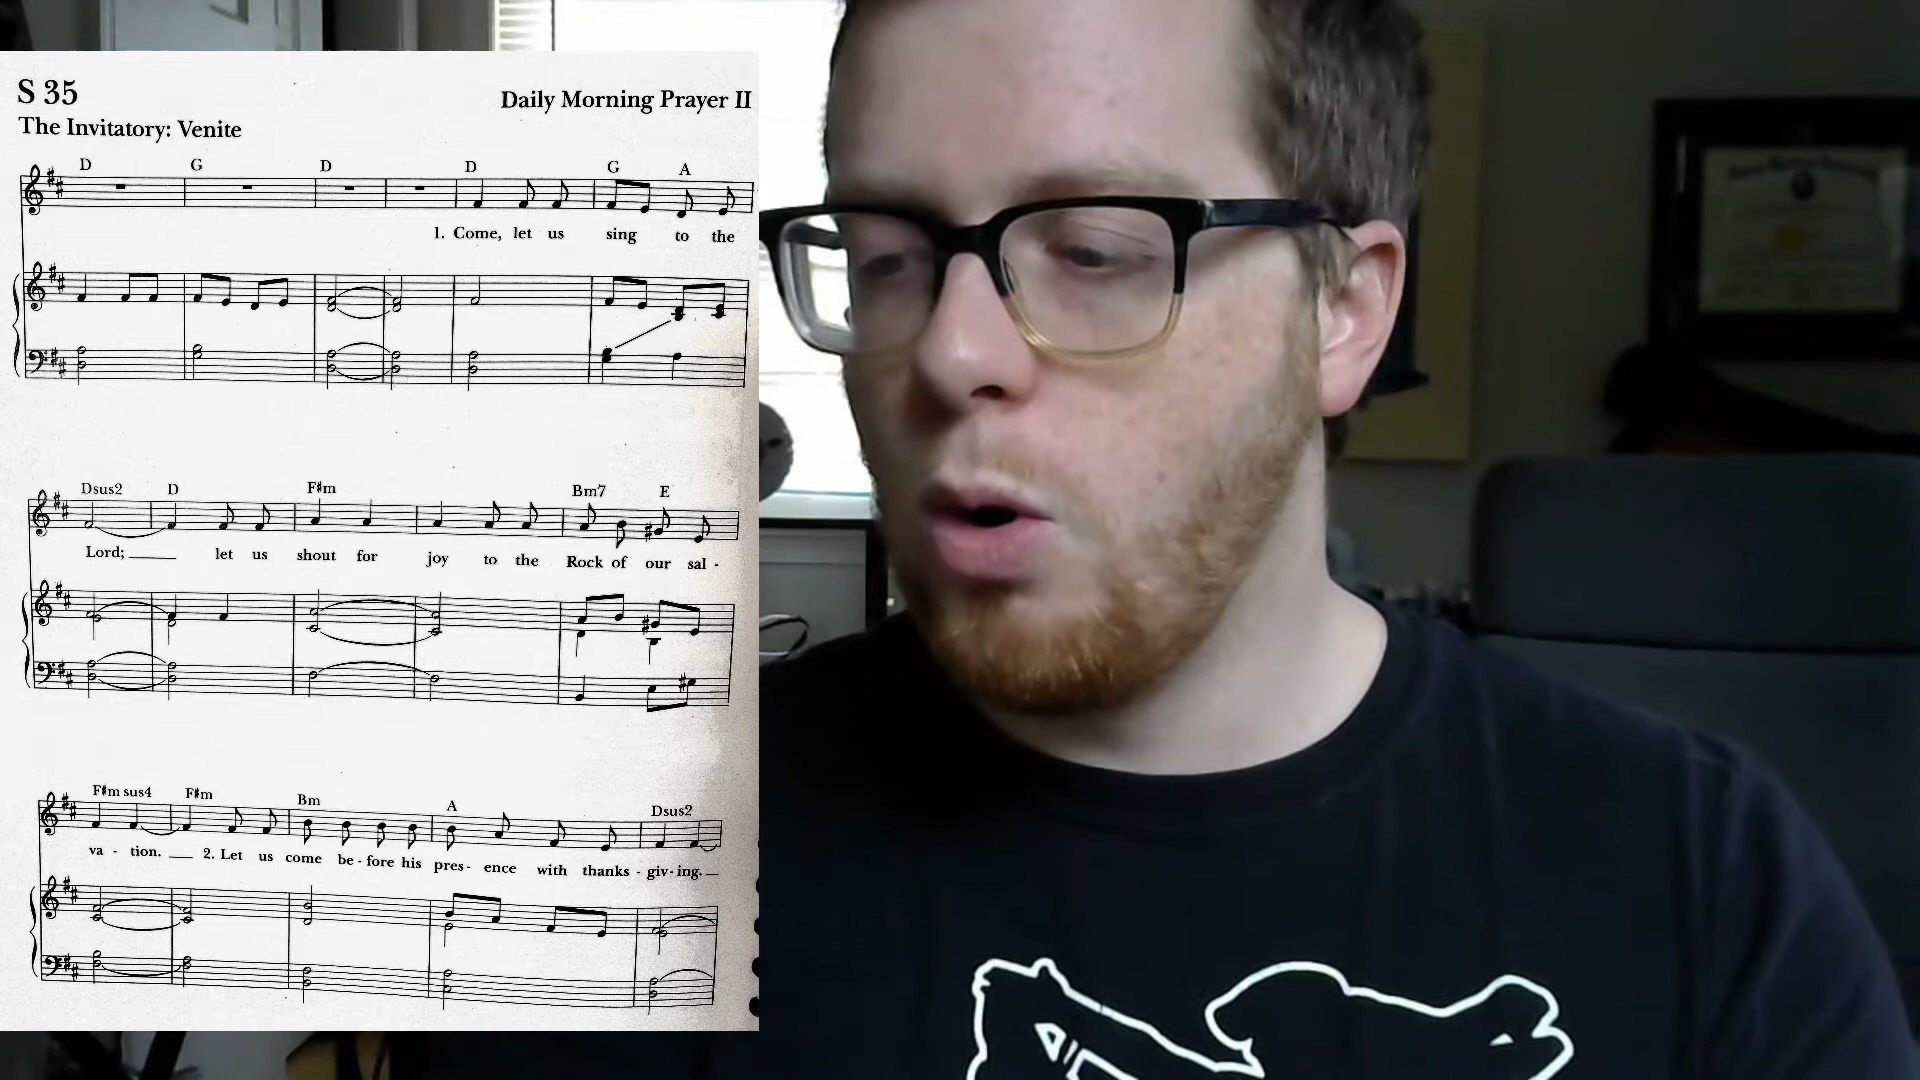 S 35
Daily Morning Prayer II
The Invitatory: Venite
D G D D G A
1. Come, let us sing to the
Dsus2 D F#m Bm7 E
Lord; let us shout for joy to the Rock of our sal -
F#m sus4 F#m Bm A Dsus2
va - tion. 2. Let us come be - fore his pres - ence with thanks - giv - ing.